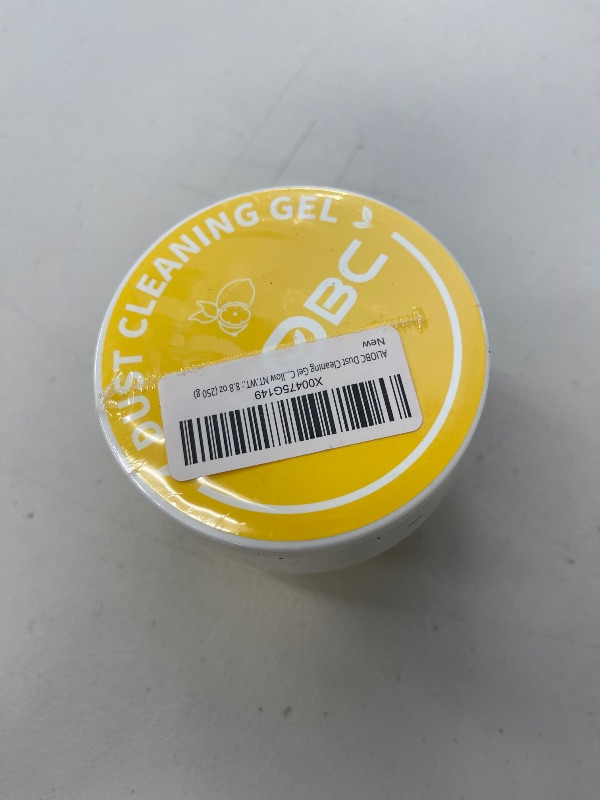 DUST CLEANING GEL
OBC
X00475G149
ALIOBC Dust Cleaning Gel C...llow NT.WT.: 8.8 oz (250 g)
New